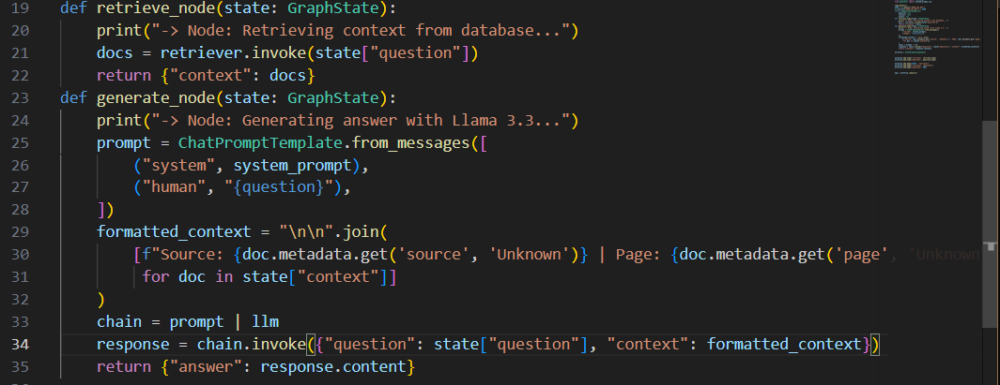 19 def retrieve_node(state: GraphState):
20     print("-> Node: Retrieving context from database...")
21     docs = retriever.invoke(state["question"])
22     return {"context": docs}
23 def generate_node(state: GraphState):
24     print("-> Node: Generating answer with Llama 3.3...")
25     prompt = ChatPromptTemplate.from_messages([
26         ("system", system_prompt),
27         ("human", "{question}"),
28     ])
29     formatted_context = "\n\n".join(
30         [f"Source: {doc.metadata.get('source', 'Unknown')} | Page: {doc.metadata.get('page', 'Unknown
31          for doc in state["context"]]
32     )
33     chain = prompt | llm
34     response = chain.invoke({"question": state["question"], "context": formatted_context})
35     return {"answer": response.content}